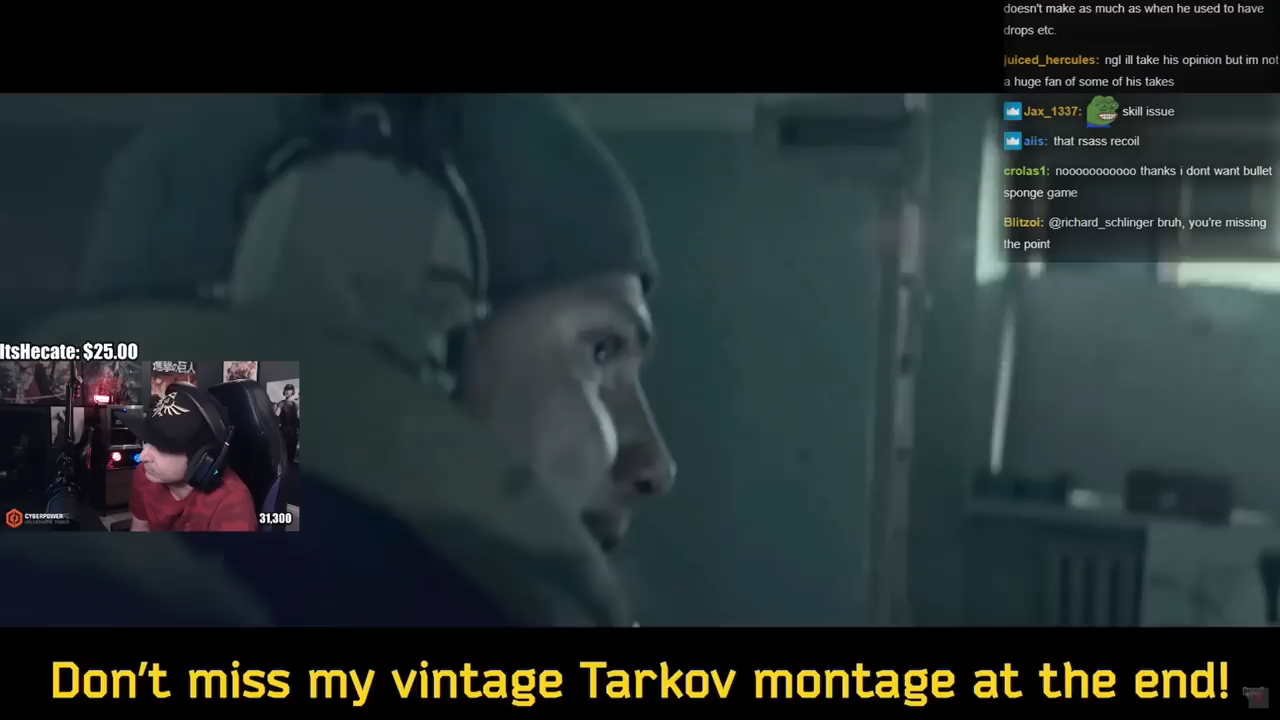 doesn't make as much as when he used to have
drops etc.
juiced_hercules: ngl ill take his opinion but im not
a huge fan of some of his takes
Jax_1337: skill issue
aiis: that rsass recoil
crolas1: nooooooooooo thanks i dont want bullet
sponge game
Blitzoi: @richard_schlinger bruh, you're missing
the point
ItsHecate: $25.00
進撃の巨人
CYBERPOWER
31,300
Don't miss my vintage Tarkov montage at the end!